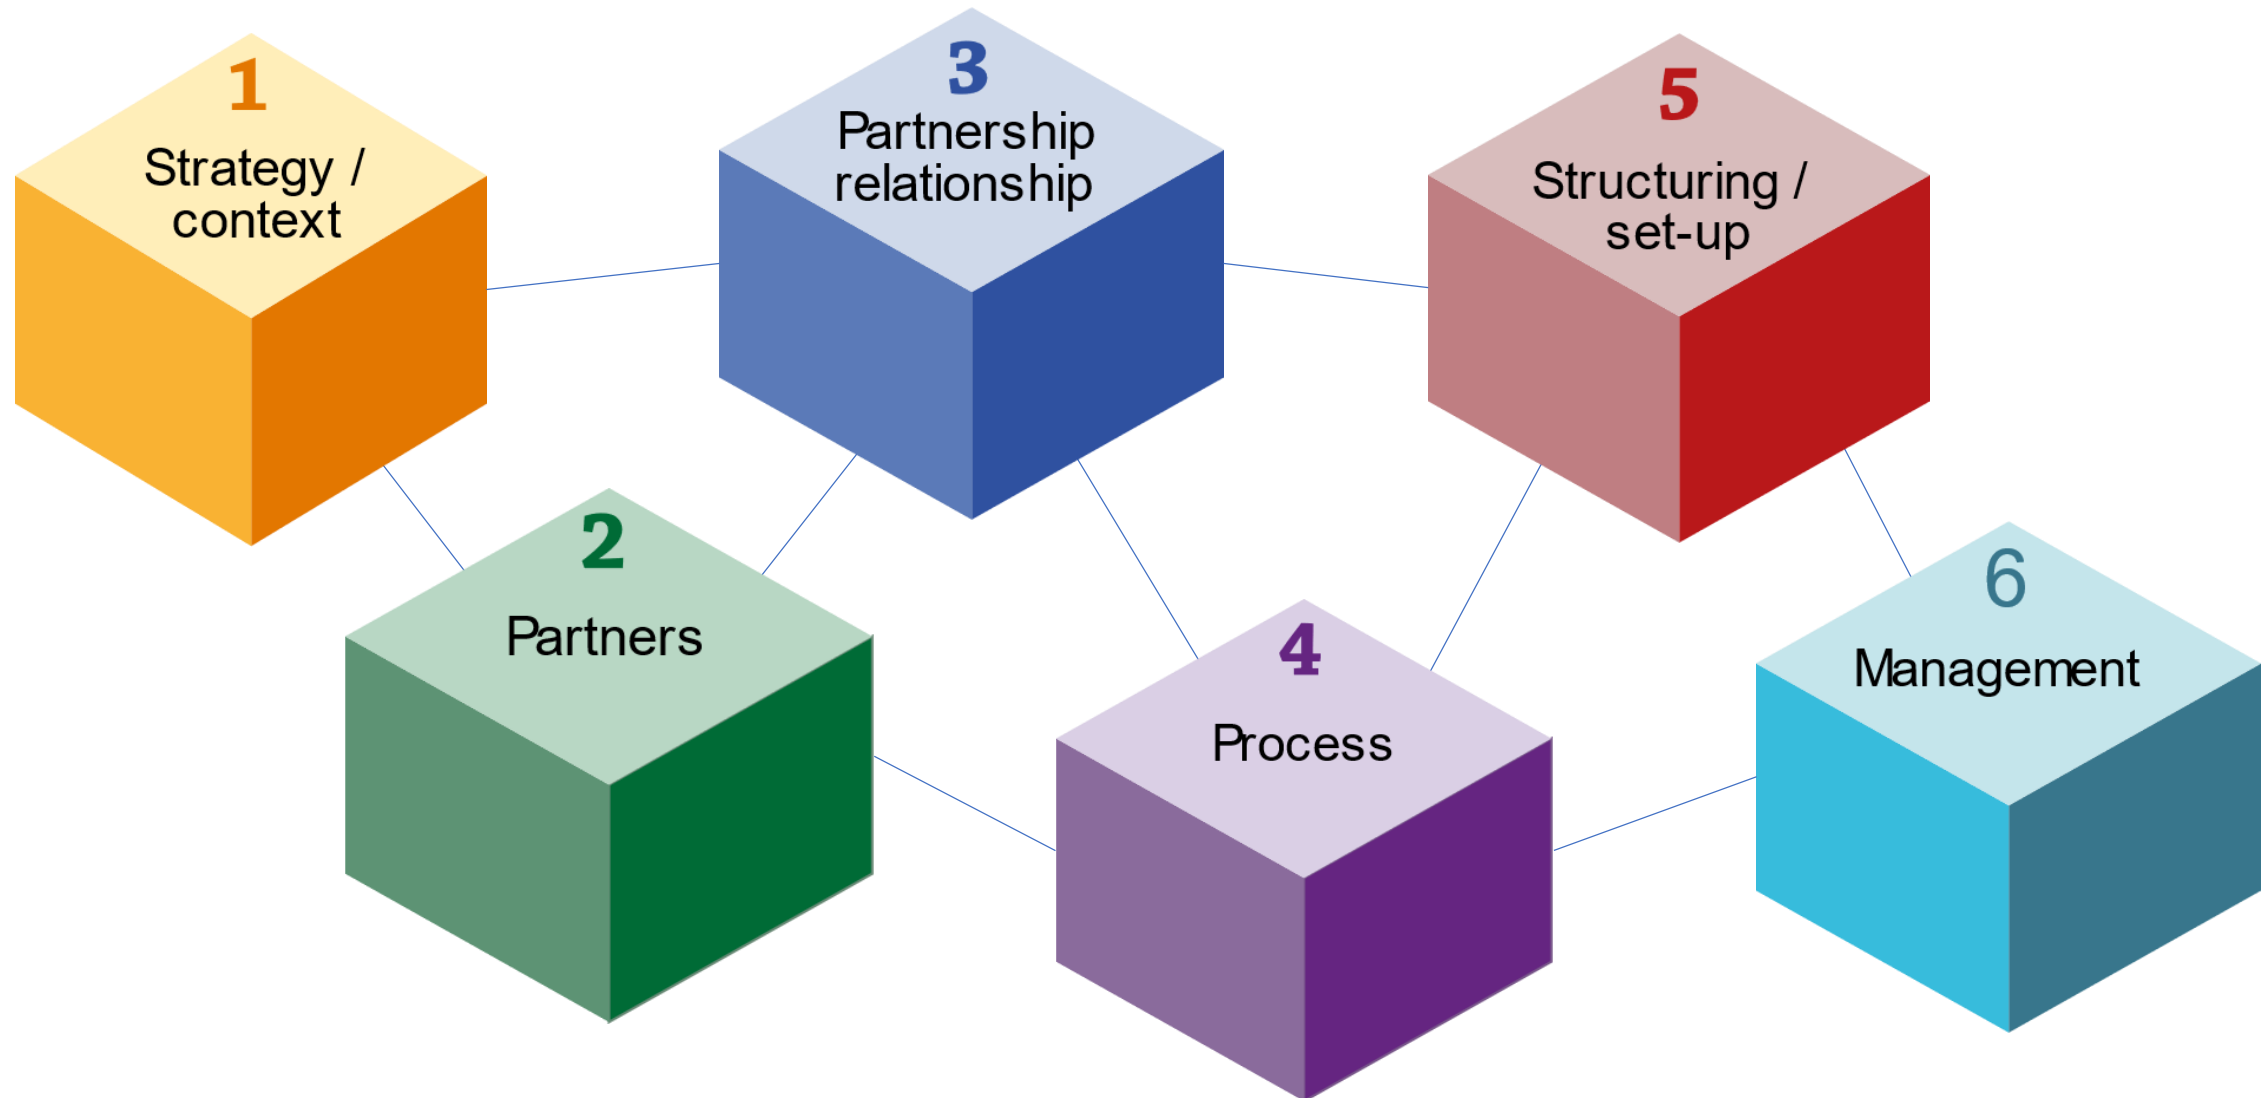 1
Strategy /
context
2
Partners
3
Partnership
relationship
4
Process
5
Structuring /
set-up
6
Management